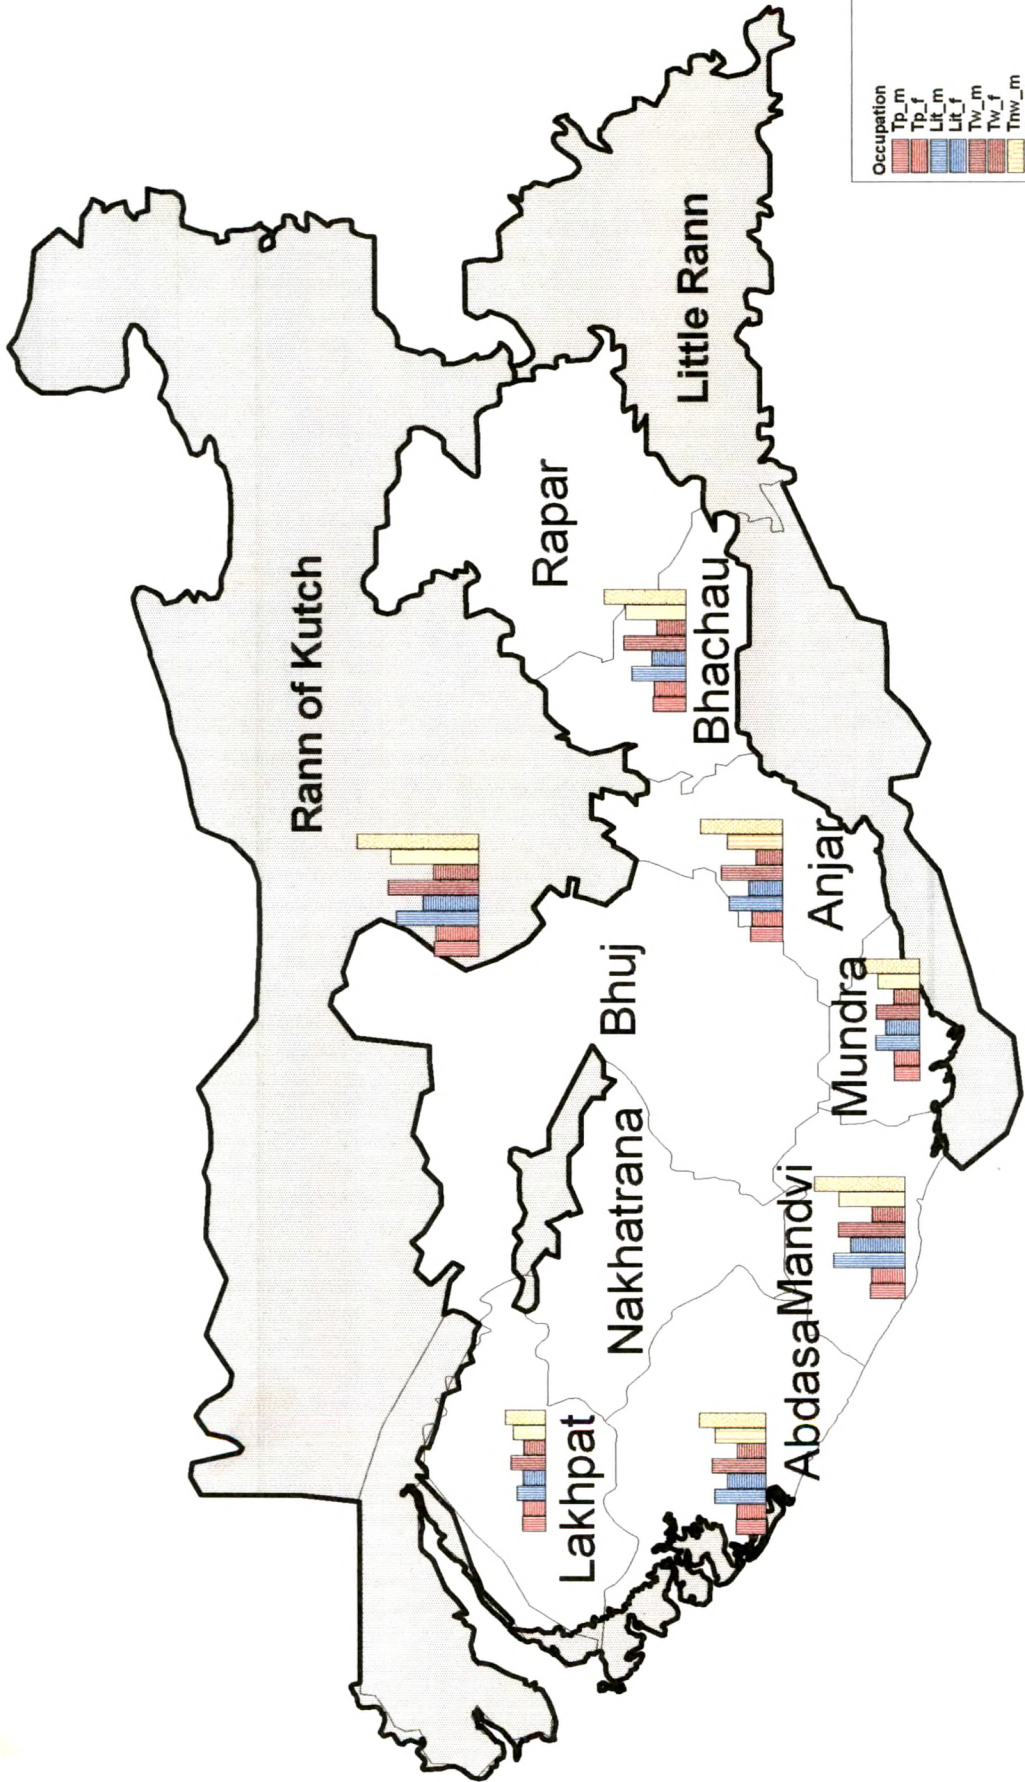 Rann of Kutch
Little Rann
Rapar
Bhachau
Anjar
Bhuj
Mundra
Nakhatrana
Mandvi
Abdasa
Lakhpat
Occupation
Tp_m
Tp_f
Lit_m
Lit_f
Tw_m
Tw_f
Tnw_m